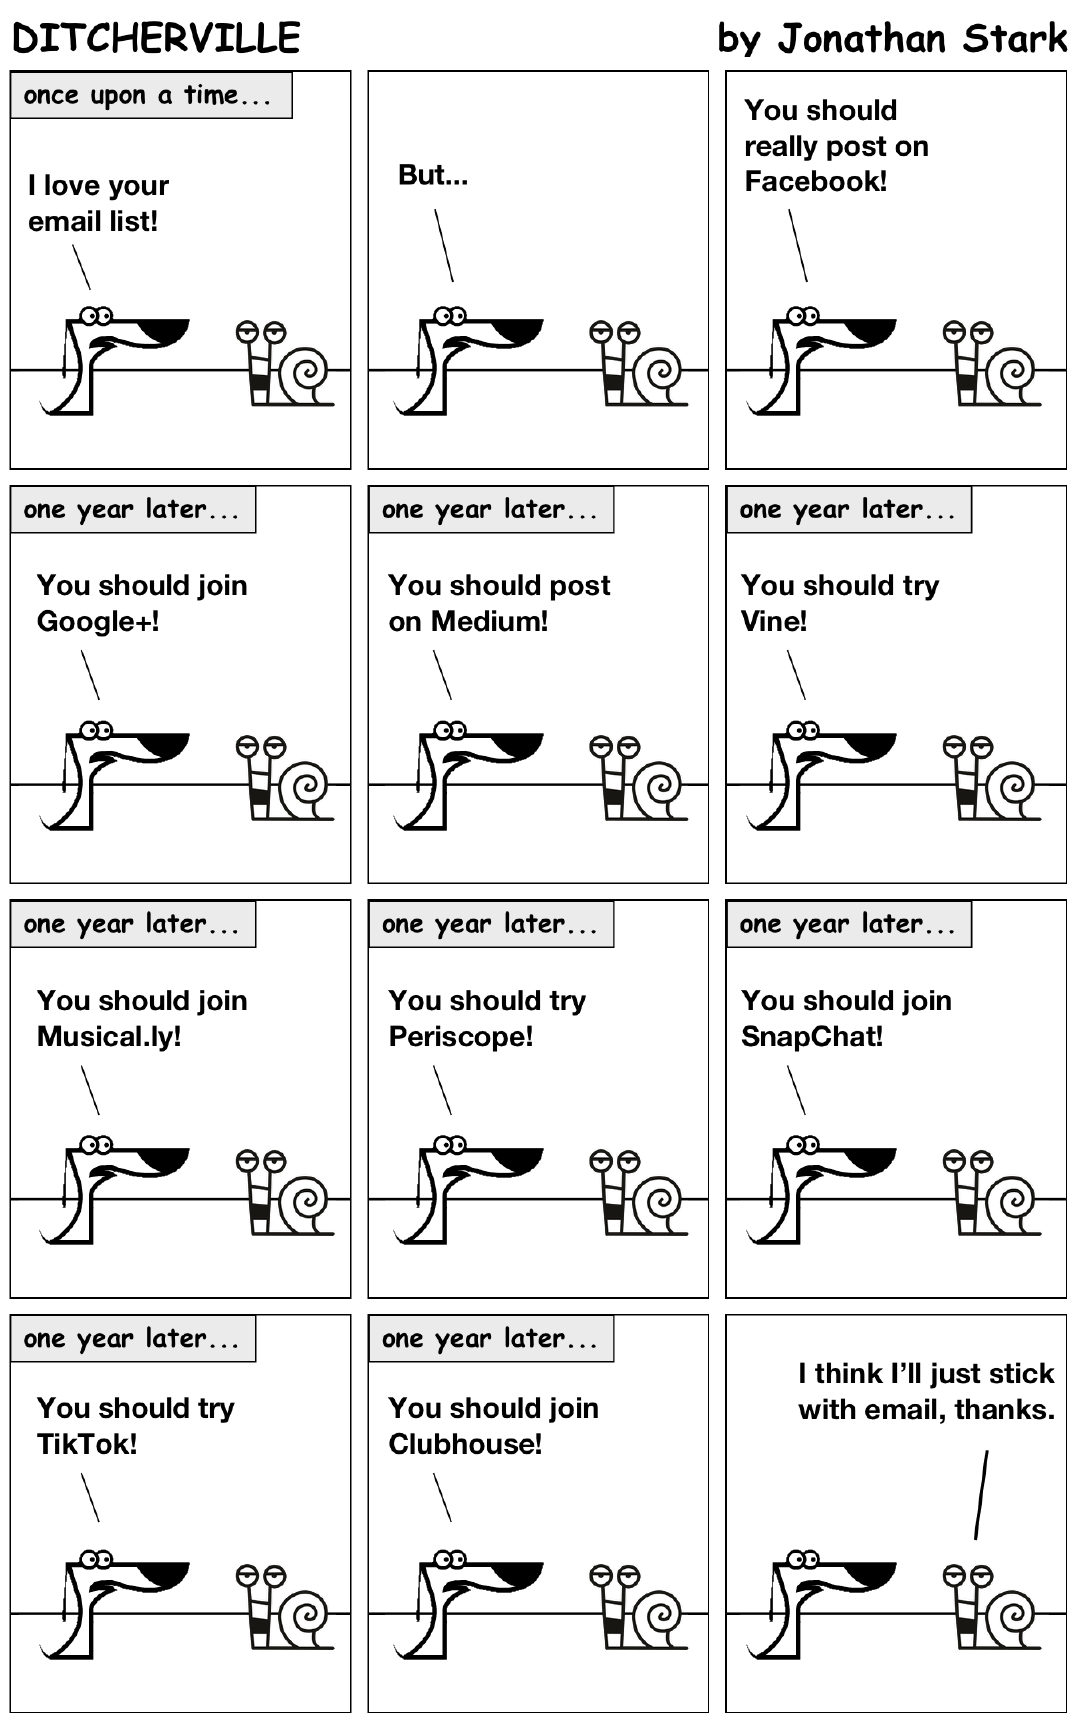 DITCHERVILLE
by Jonathan Stark
once upon a time...
I love your
email list!
But...
You should
really post on
Facebook!
one year later...
You should join
Google+!
one year later...
You should post
on Medium!
one year later...
You should try
Vine!
one year later...
You should join
Musical.ly!
one year later...
You should try
Periscope!
one year later...
You should join
SnapChat!
one year later...
You should try
TikTok!
one year later...
You should join
Clubhouse!
I think I’ll just stick
with email, thanks.